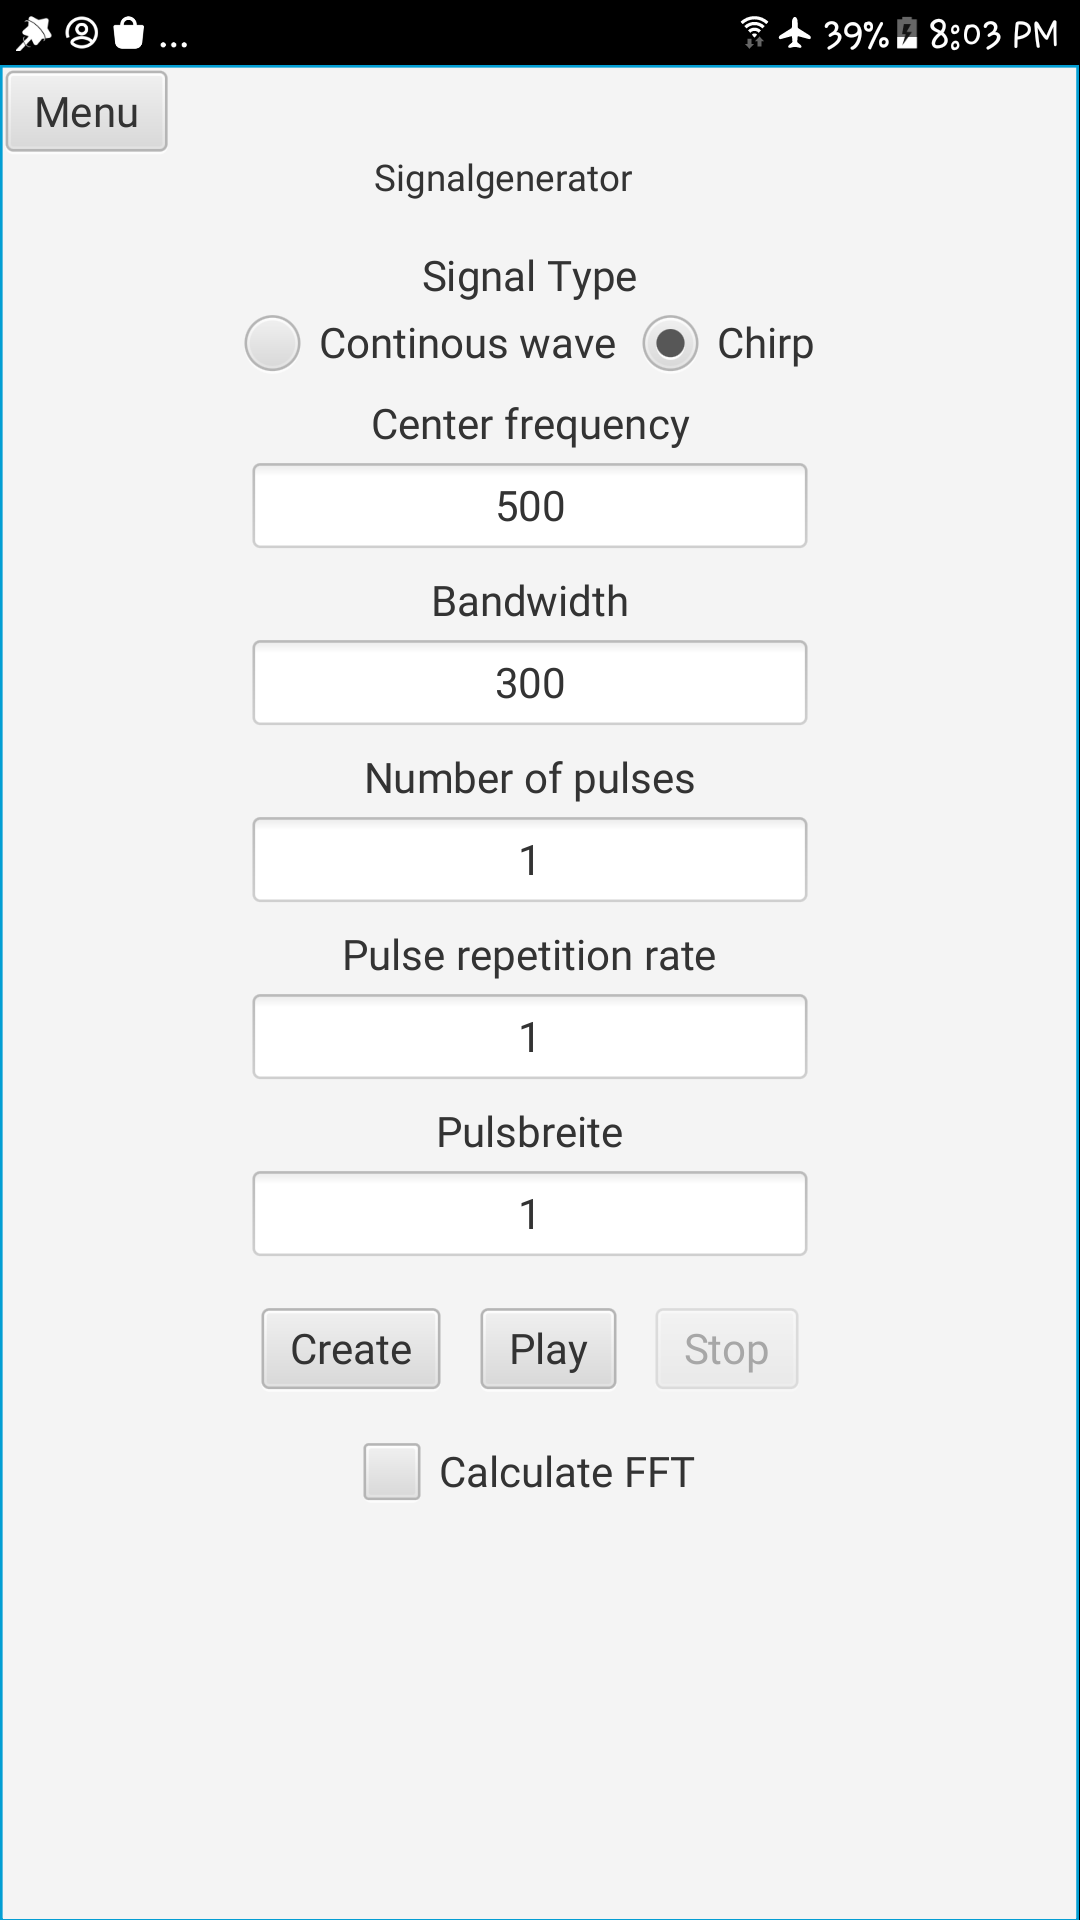 ... 39% 8:03 PM
Menu
Signalgenerator
Signal Type
Continous wave Chirp
Center frequency
500
Bandwidth
300
Number of pulses
1
Pulse repetition rate
1
Pulsbreite
1
Create Play Stop
Calculate FFT